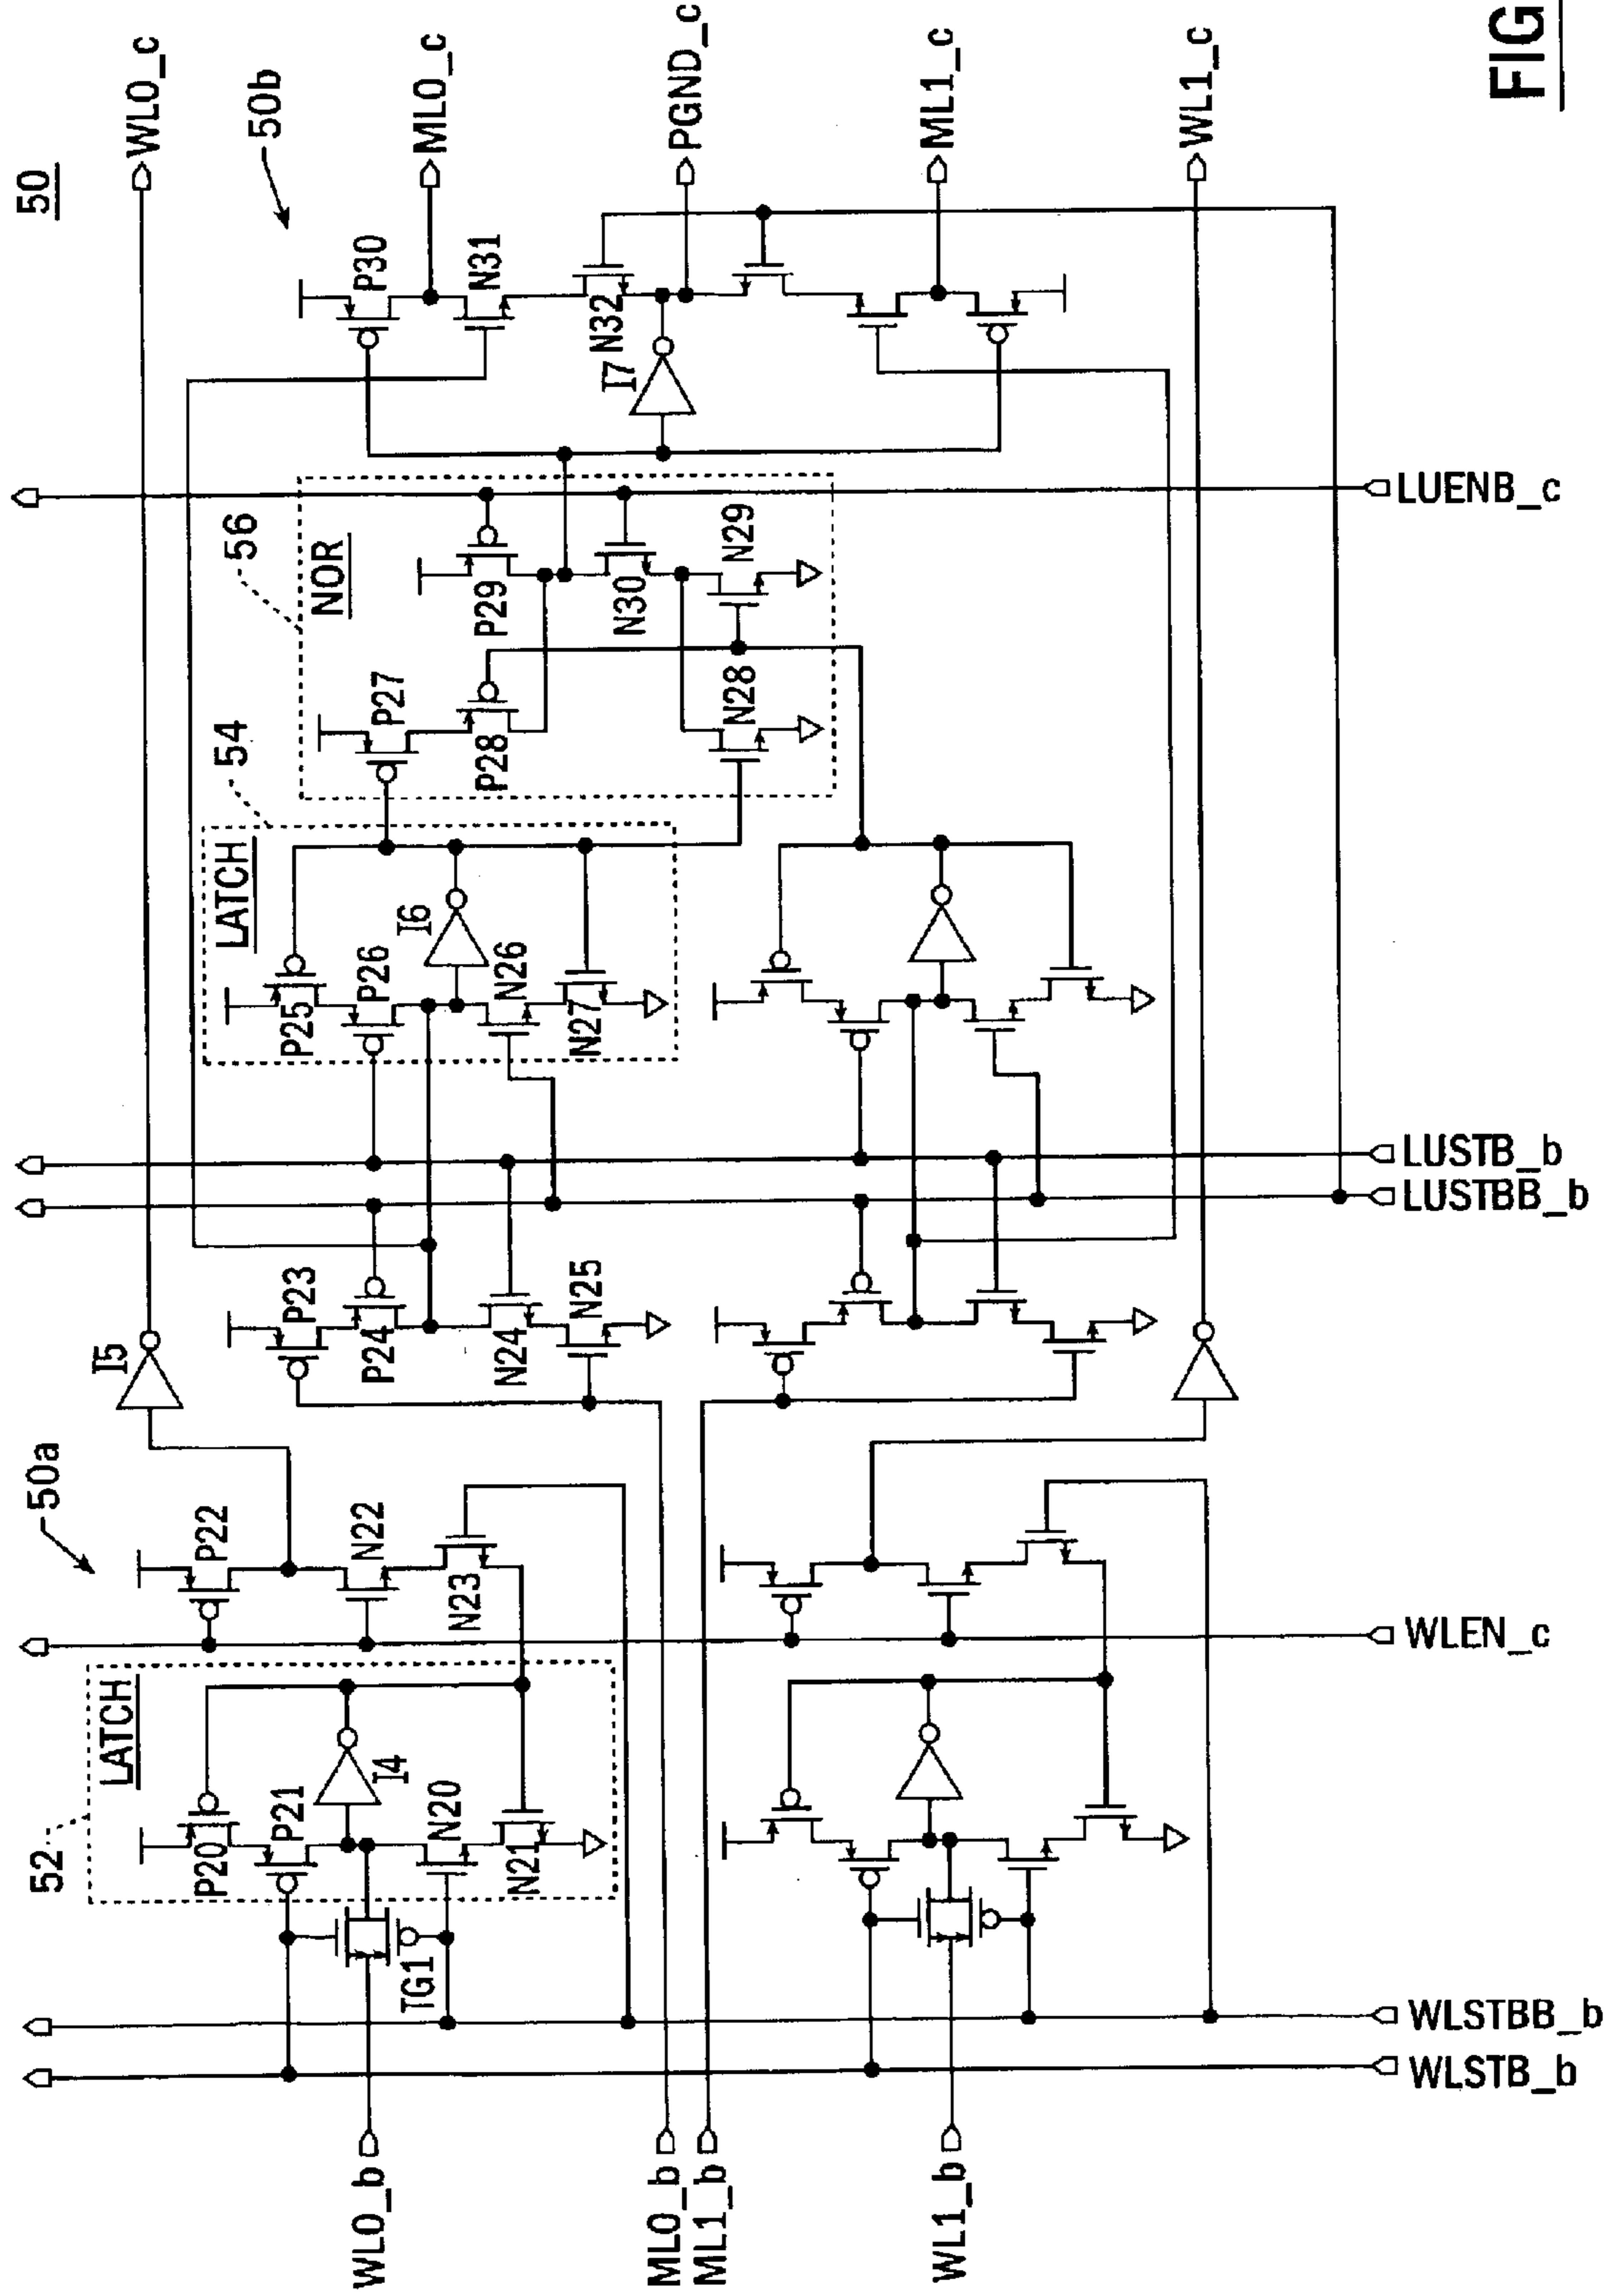 50
WL0_c
50b
ML0_c
PGND_c
ML1_c
WL1_c
FIG
P30
N31
N32
I7
LUENB_c
56
NOR
P29
N30
N29
P27
P28
N28
54
LATCH
I6
P25
P26
N26
N27
LUSTB_b
LUSTBB_b
I5
P23
P24
N24
N25
50a
P22
N22
N23
WLEN_c
52
LATCH
P20
P21
I4
N20
N21
TG1
WLSTBB_b
WLSTB_b
WL0_b
ML0_b
ML1_b
WL1_b